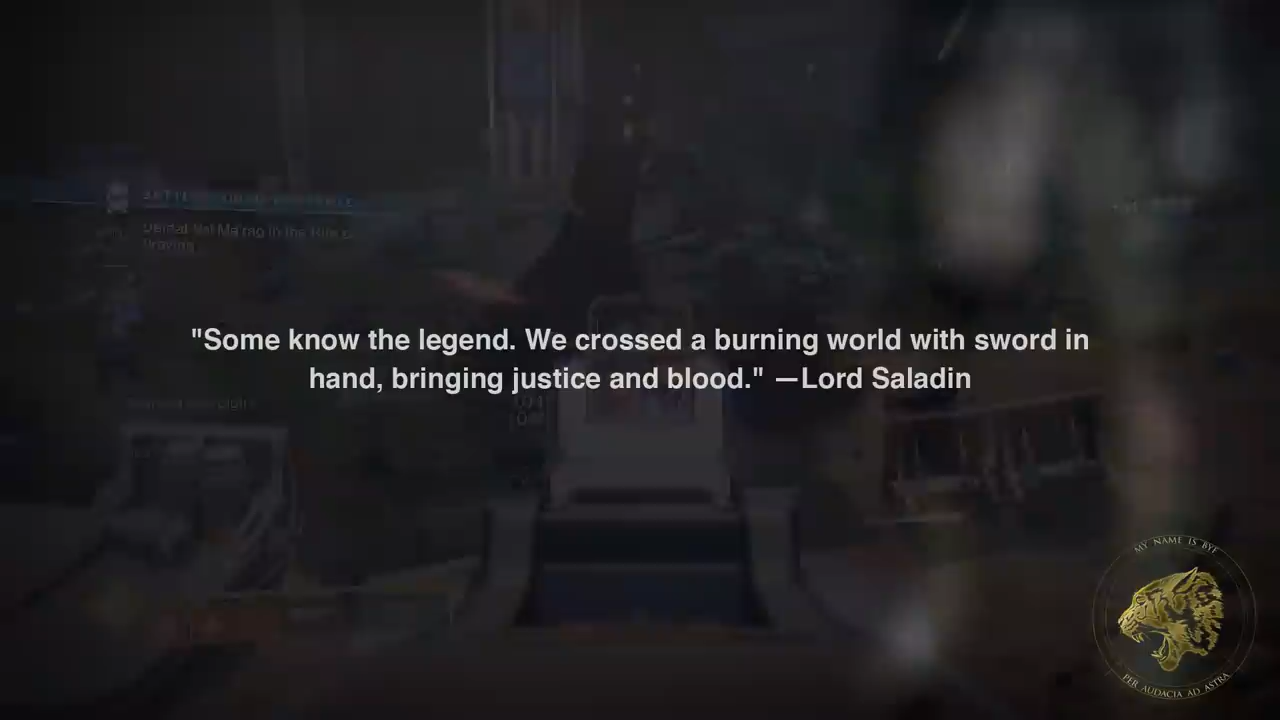 "Some know the legend. We crossed a burning world with sword in
hand, bringing justice and blood." —Lord Saladin
MY NAME IS BYE
PER AUDACIA AD ASTRA